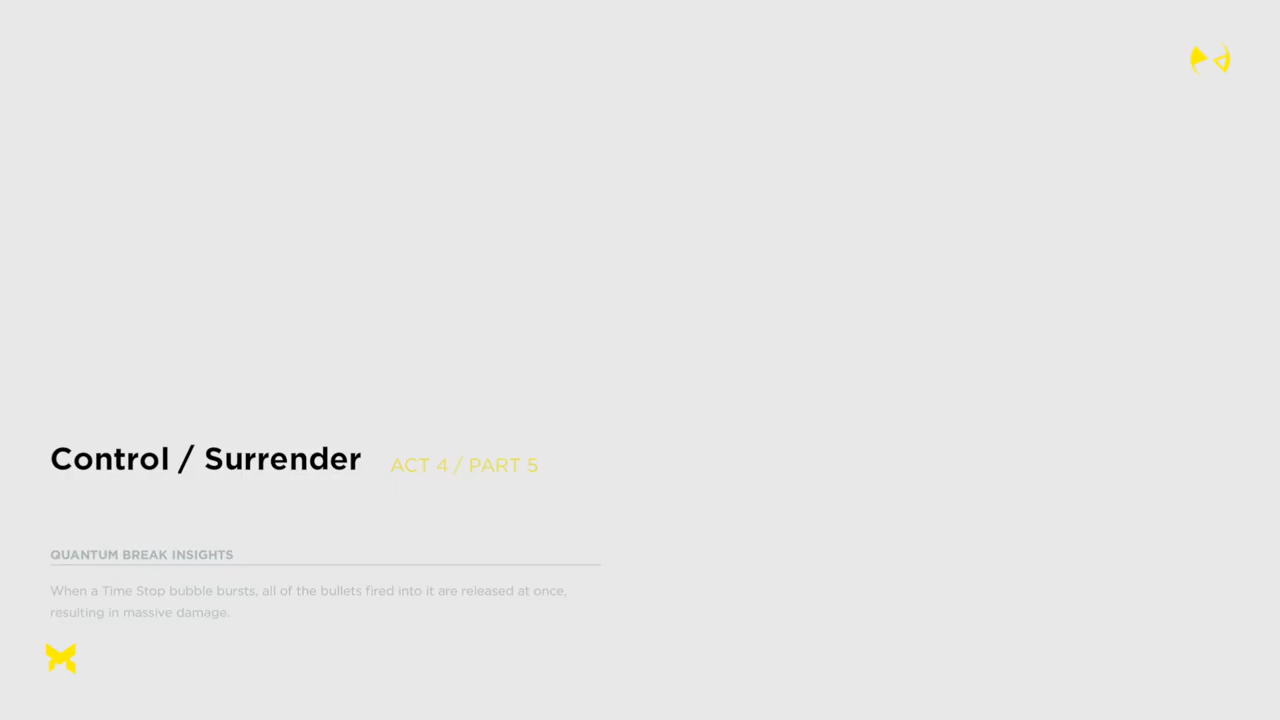 Control / Surrender ACT 4 / PART 5
QUANTUM BREAK INSIGHTS
When a Time Stop bubble bursts, all of the bullets fired into it are released at once,
resulting in massive damage.